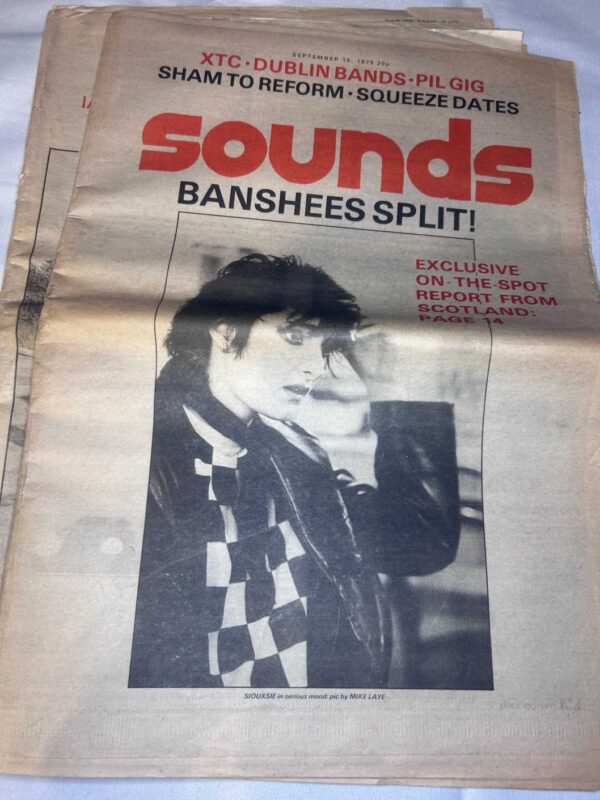 SEPTEMBER 15, 1979 20p
XTC • DUBLIN BANDS • PIL GIG
SHAM TO REFORM • SQUEEZE DATES
sounds
BANSHEES SPLIT!
EXCLUSIVE
ON-THE-SPOT
REPORT FROM
SCOTLAND:
PAGE 14
SIOUXSIE in serious mood: pic by MIKE LAYE